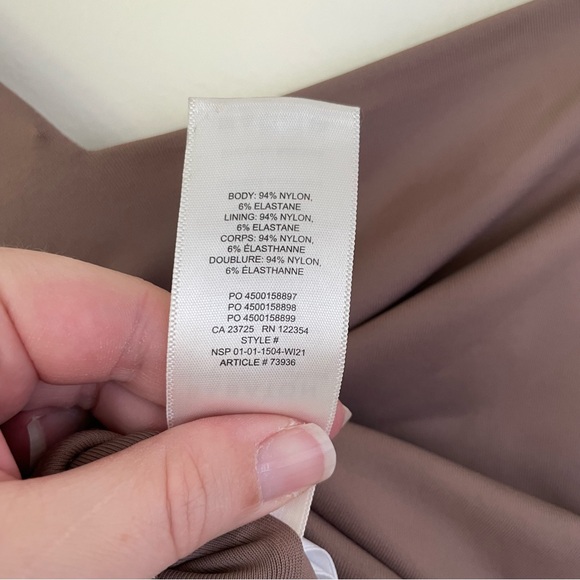 BODY: 94% NYLON,
6% ELASTANE
LINING: 94% NYLON,
6% ELASTANE
CORPS: 94% NYLON,
6% ÉLASTHANNE
DOUBLURE: 94% NYLON,
6% ÉLASTHANNE
PO 4500158897
PO 4500158898
PO 4500158899
CA 23725 RN 122354
STYLE #
NSP 01-01-1504-WI21
ARTICLE # 73936